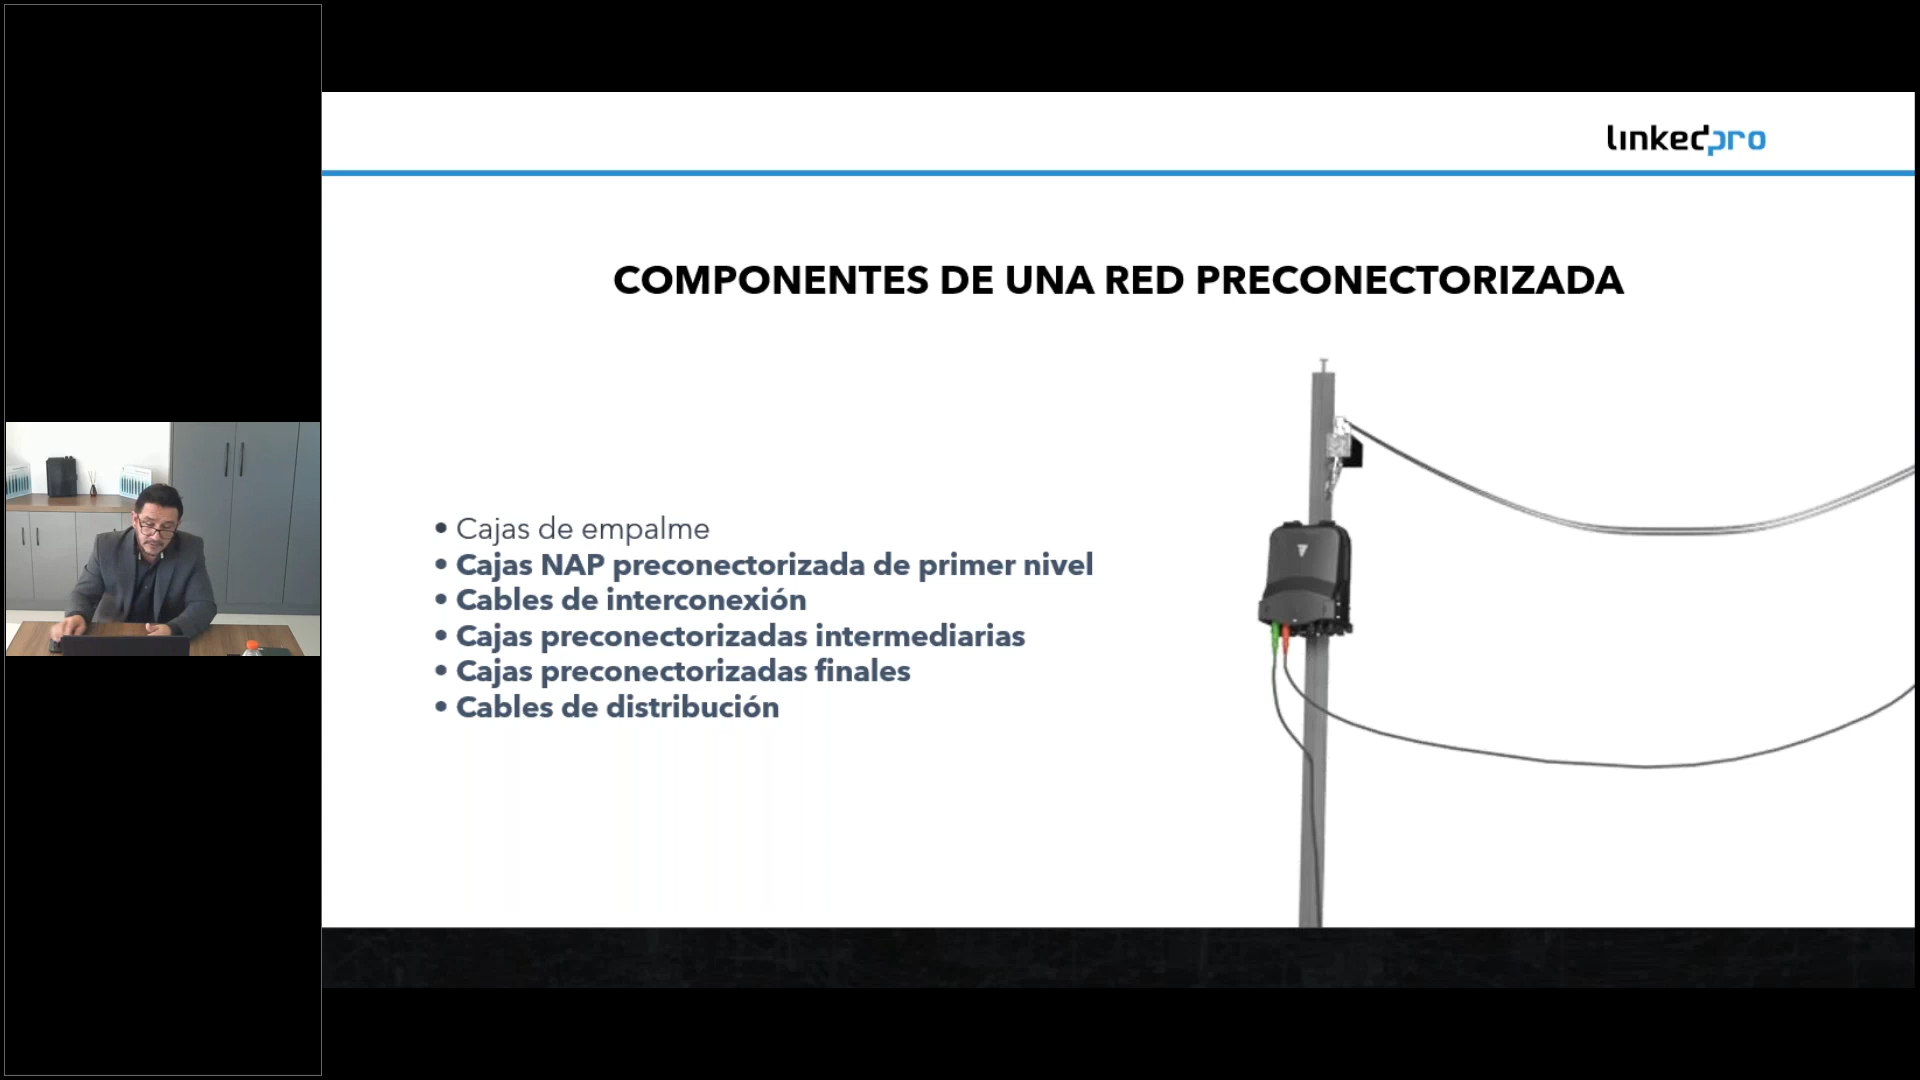 linkedpro
COMPONENTES DE UNA RED PRECONECTORIZADA
• Cajas de empalme
• Cajas NAP preconectorizada de primer nivel
• Cables de interconexión
• Cajas preconectorizadas intermediarias
• Cajas preconectorizadas finales
• Cables de distribución